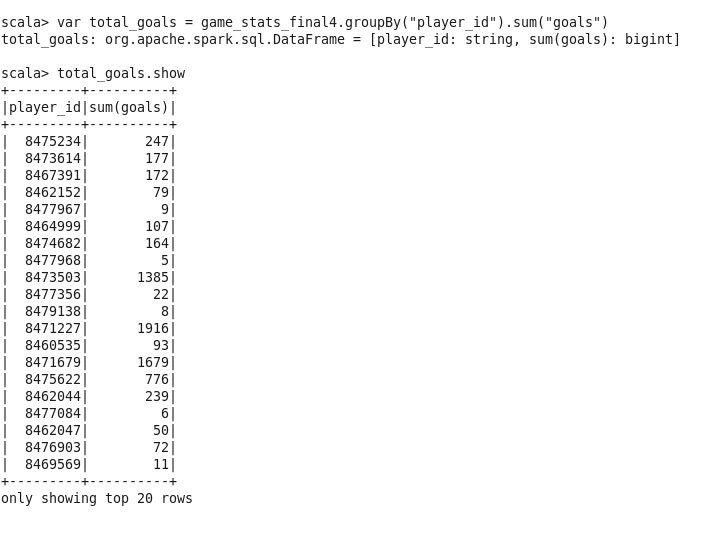 scala> var total_goals = game_stats_final4.groupBy("player_id").sum("goals")
total_goals: org.apache.spark.sql.DataFrame = [player_id: string, sum(goals): bigint]
scala> total_goals.show
+---------+----------+
|player_id|sum(goals)|
+---------+----------+
|  8475234|       247|
|  8473614|       177|
|  8467391|       172|
|  8462152|        79|
|  8477967|         9|
|  8464999|       107|
|  8474682|       164|
|  8477968|         5|
|  8473503|      1385|
|  8477356|        22|
|  8479138|         8|
|  8471227|      1916|
|  8460535|        93|
|  8471679|      1679|
|  8475622|       776|
|  8462044|       239|
|  8477084|         6|
|  8462047|        50|
|  8476903|        72|
|  8469569|        11|
+---------+----------+
only showing top 20 rows